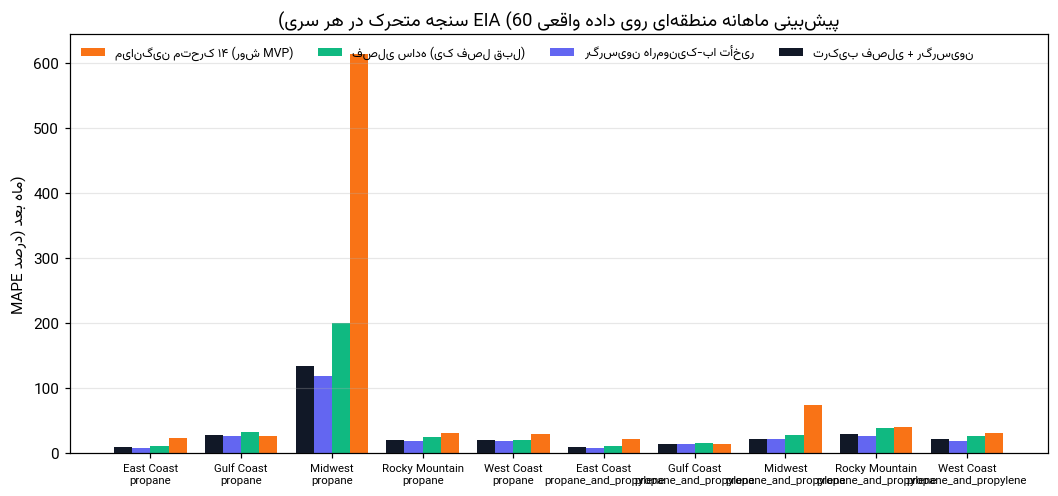 پیش‌بینی ماهانه منطقه‌ای روی داده واقعی EIA (60 سنجه متحرک در هر سری)
میانگین متحرک ۱۴ (روش MVP)
فصلی ساده (یک فصل قبل)
رگرسیون هارمونیک-با تأخیر
ترکیب فصلی + رگرسیون
MAPE ماه بعد (درصد)
600
500
400
300
200
100
0
East Coast
propane
Gulf Coast
propane
Midwest
propane
Rocky Mountain
propane
West Coast
propane
East Coast
propane_and_propylene
Gulf Coast
propane_and_propylene
Midwest
propane_and_propylene
Rocky Mountain
propane_and_propylene
West Coast
propane_and_propylene